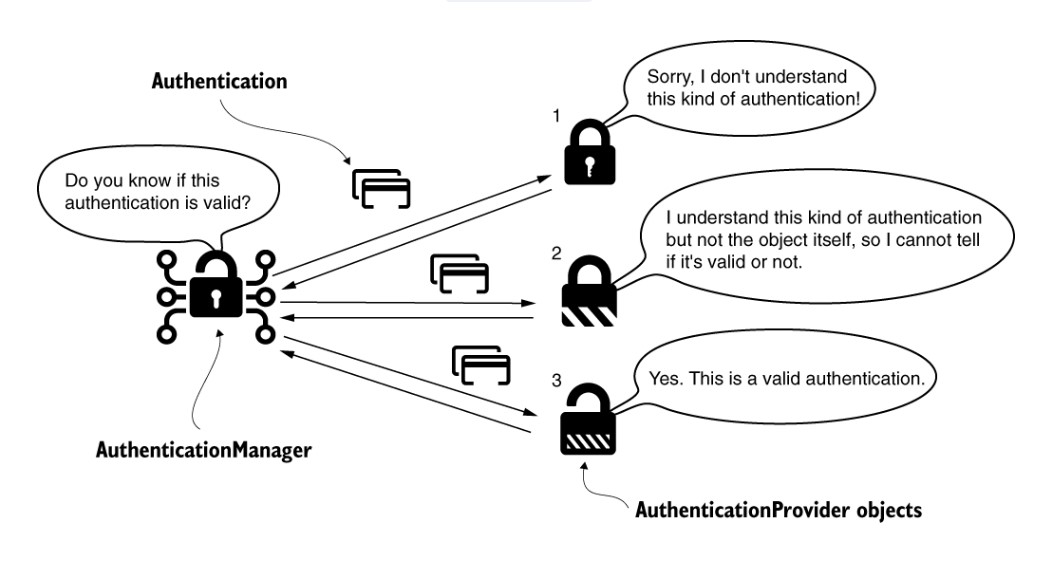 Authentication
Sorry, I don't understand
this kind of authentication!
1
Do you know if this
authentication is valid?
I understand this kind of authentication
but not the object itself, so I cannot tell
if it's valid or not.
2
3
Yes. This is a valid authentication.
AuthenticationManager
AuthenticationProvider objects